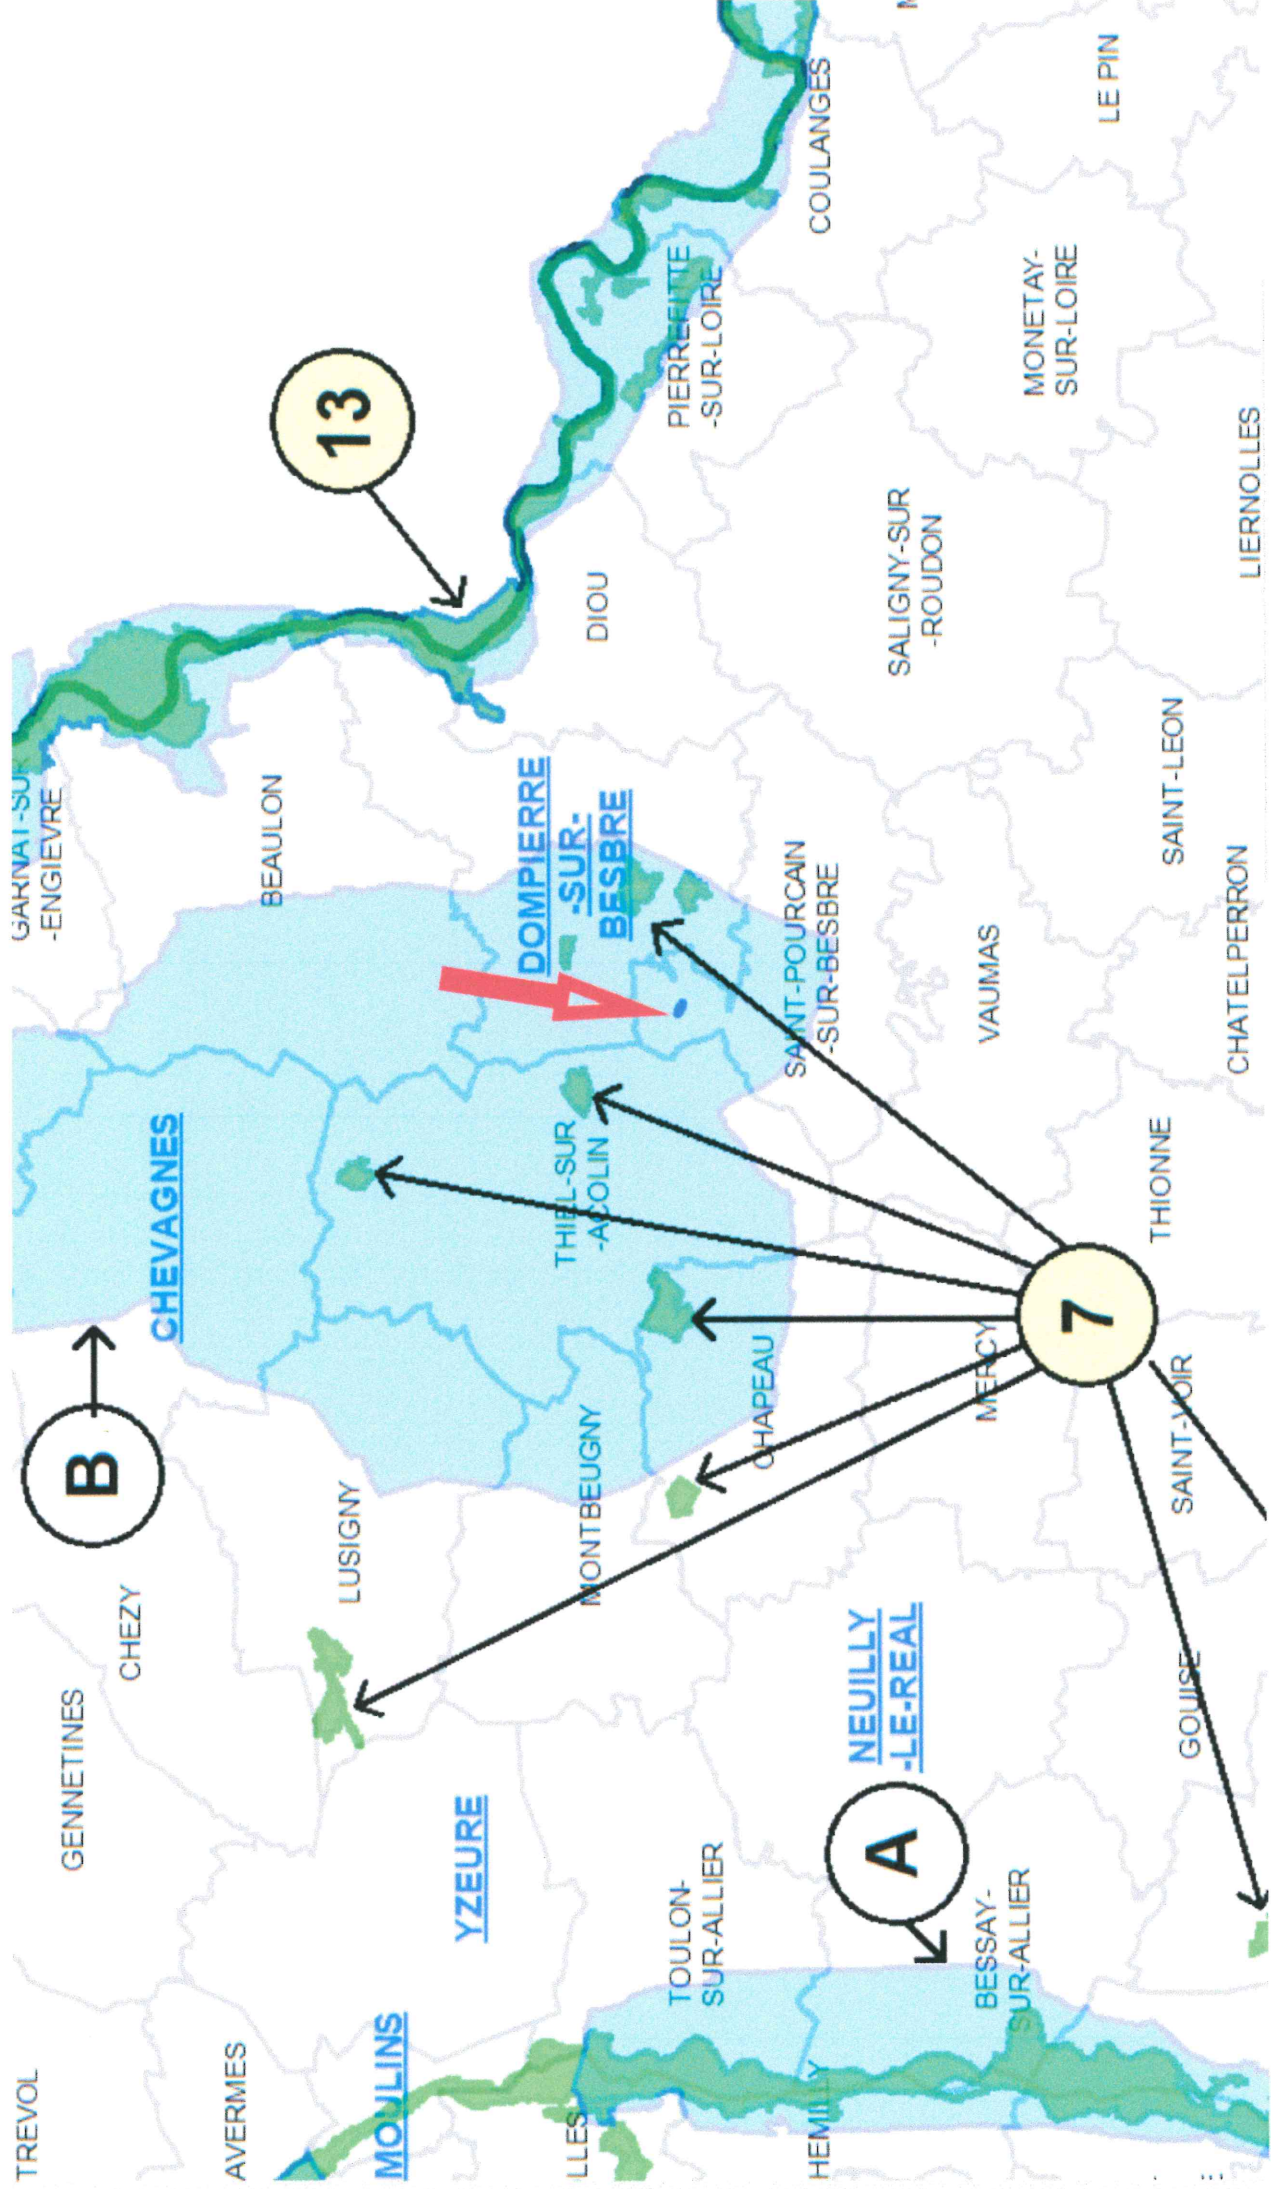 TREVOL
AVERMES
MOULINS
LLES
HEMILLY
GENNETINES
CHEZY
YZEURE
TOULON-
SUR-ALLIER
BESSAY-
SUR-ALLIER
A
NEUILLY
-LE-REAL
GOUISE
B
LUSIGNY
MONTBEUGNY
CHAPEAU
MERCY
SAINT-VOIR
7
CHEVAGNES
THIEL-SUR
-ACOLIN
THIONNE
GARNAT-SUR
-ENGIEVRE
BEAULON
DOMPIERRE
-SUR-
BESBRE
SAINT-POURCAIN
-SUR-BESBRE
VAUMAS
CHATELPERRON
SAINT-LEON
DIOU
SALIGNY-SUR
-ROUDON
LIERNOLLES
13
PIERREFITTE
-SUR-LOIRE
MONETAY-
SUR-LOIRE
COULANGES
LE PIN